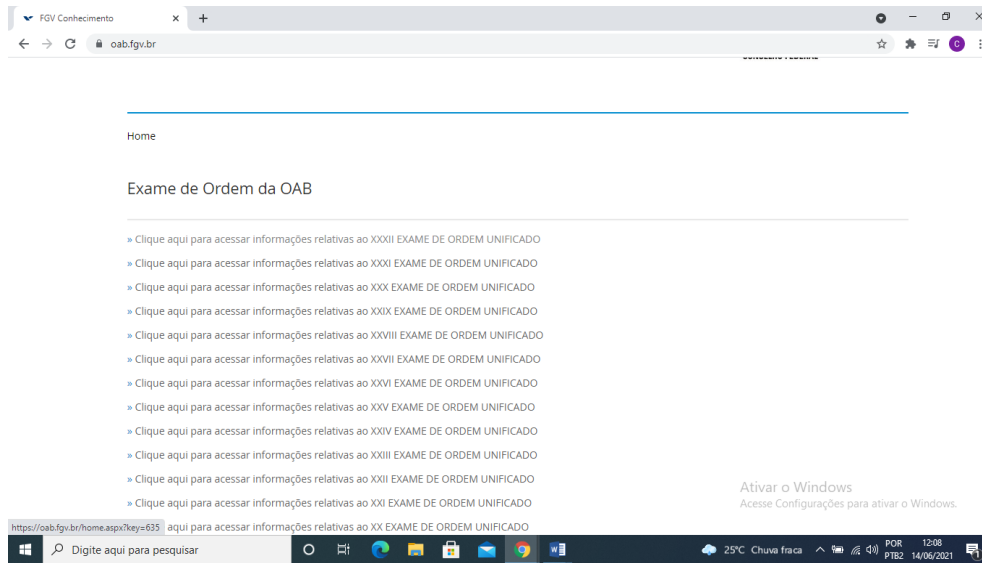 FGV Conhecimento
oab.fgv.br
Home
Exame de Ordem da OAB
» Clique aqui para acessar informações relativas ao XXXII EXAME DE ORDEM UNIFICADO
» Clique aqui para acessar informações relativas ao XXXI EXAME DE ORDEM UNIFICADO
» Clique aqui para acessar informações relativas ao XXX EXAME DE ORDEM UNIFICADO
» Clique aqui para acessar informações relativas ao XXIX EXAME DE ORDEM UNIFICADO
» Clique aqui para acessar informações relativas ao XXVIII EXAME DE ORDEM UNIFICADO
» Clique aqui para acessar informações relativas ao XXVII EXAME DE ORDEM UNIFICADO
» Clique aqui para acessar informações relativas ao XXVI EXAME DE ORDEM UNIFICADO
» Clique aqui para acessar informações relativas ao XXV EXAME DE ORDEM UNIFICADO
» Clique aqui para acessar informações relativas ao XXIV EXAME DE ORDEM UNIFICADO
» Clique aqui para acessar informações relativas ao XXIII EXAME DE ORDEM UNIFICADO
» Clique aqui para acessar informações relativas ao XXII EXAME DE ORDEM UNIFICADO
» Clique aqui para acessar informações relativas ao XXI EXAME DE ORDEM UNIFICADO
aqui para acessar informações relativas ao XX EXAME DE ORDEM UNIFICADO
https://oab.fgv.br/home.aspx?key=635
Ativar o Windows
Acesse Configurações para ativar o Windows.
Digite aqui para pesquisar
25°C Chuva fraca
POR
PTB2
12:08
14/06/2021